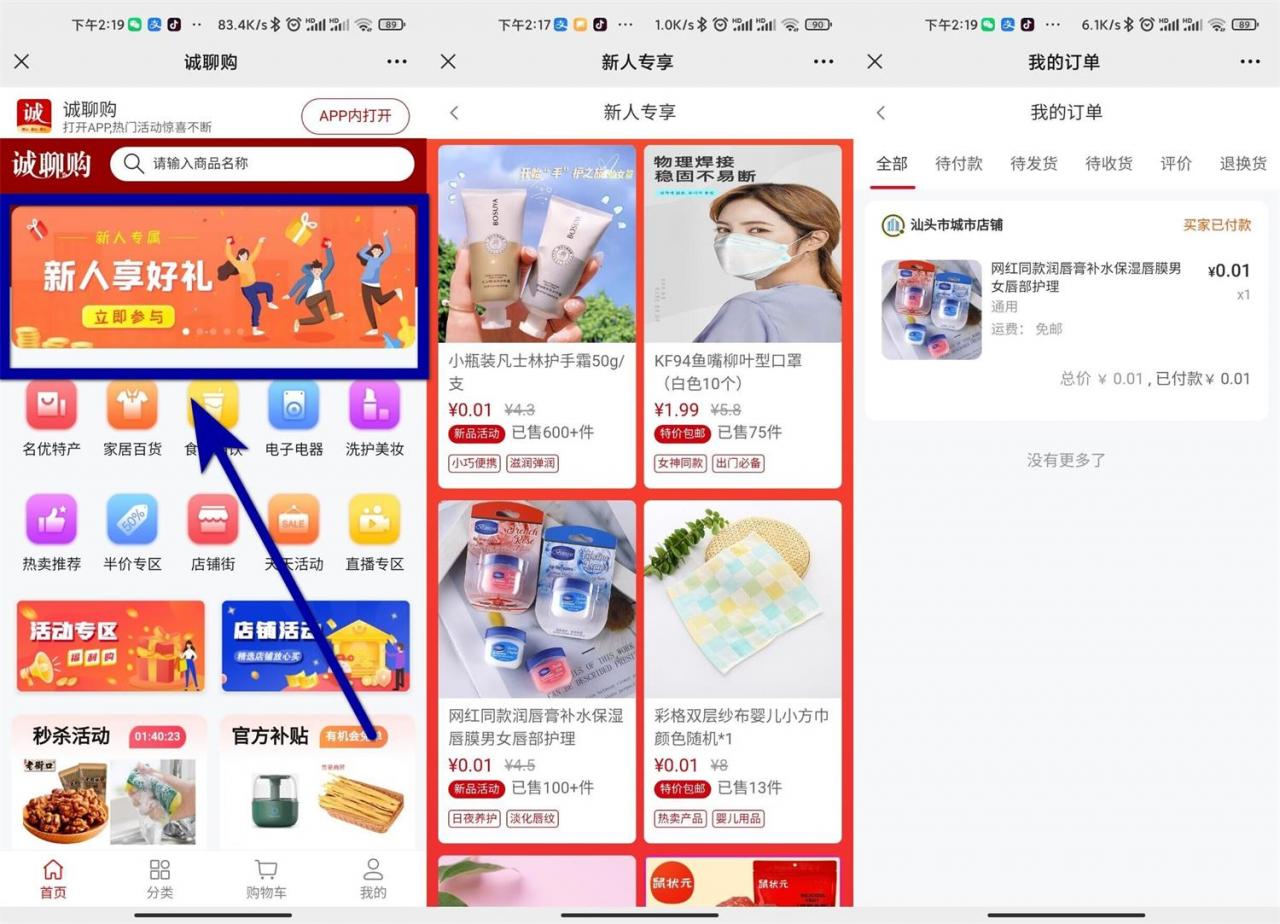 下午2:19
83.4K/s
89
诚聊购
诚
诚聊购
打开APP,热门活动惊喜不断
APP内打开
诚聊购
请输入商品名称
新人专属
新人享好礼
立即参与
名优特产
家居百货
电子电器
洗护美妆
50%
SALE
热卖推荐
半价专区
店铺街
天天活动
直播专区
活动专区
福利购
店铺活动
精选店铺放心买
秒杀活动
01:40:23
官方补贴
老街口
首页
分类
购物车
我的
下午2:17
1.0K/s
90
新人专享
新人专享
BOSUYA
BOSUYA
小瓶装凡士林护手霜50g/
支
¥0.01 ¥4.3
新品活动 已售600+件
小巧便携 滋润弹润
物理焊接
稳固不易断
KF94鱼嘴柳叶型口罩
（白色10个）
¥1.99 ¥5.8
特价包邮 已售75件
女神同款 出门必备
网红同款润唇膏补水保湿
唇膜男女唇部护理
¥0.01 ¥4.5
新品活动 已售100+件
日夜养护 淡化唇纹
彩格双层纱布婴儿小方巾
颜色随机*1
¥0.01 ¥8
特价包邮 已售13件
热卖产品 婴儿用品
鼠状元
鼠状元
下午2:19
6.1K/s
89
我的订单
我的订单
全部 待付款 待发货 待收货 评价 退换货
汕头市城市店铺
买家已付款
网红同款润唇膏补水保湿唇膜男
女唇部护理
¥0.01
x1
通用
运费： 免邮
总价 ¥ 0.01 , 已付款 ¥ 0.01
没有更多了